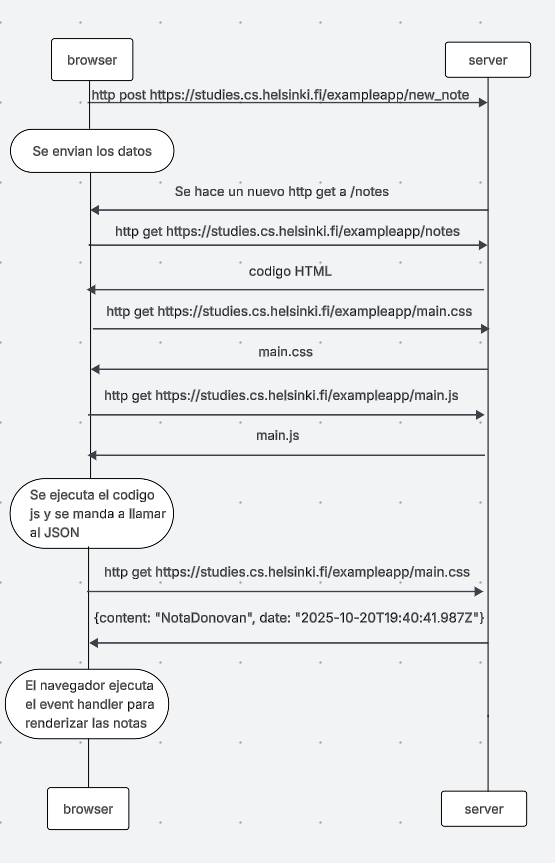 browser
server
http post https://studies.cs.helsinki.fi/exampleapp/new_note
Se envian los datos
Se hace un nuevo http get a /notes
http get https://studies.cs.helsinki.fi/exampleapp/notes
codigo HTML
http get https://studies.cs.helsinki.fi/exampleapp/main.css
main.css
http get https://studies.cs.helsinki.fi/exampleapp/main.js
main.js
Se ejecuta el codigo
js y se manda a llamar
al JSON
http get https://studies.cs.helsinki.fi/exampleapp/main.css
{content: "NotaDonovan", date: "2025-10-20T19:40:41.987Z"}
El navegador ejecuta
el event handler para
renderizar las notas
browser
server